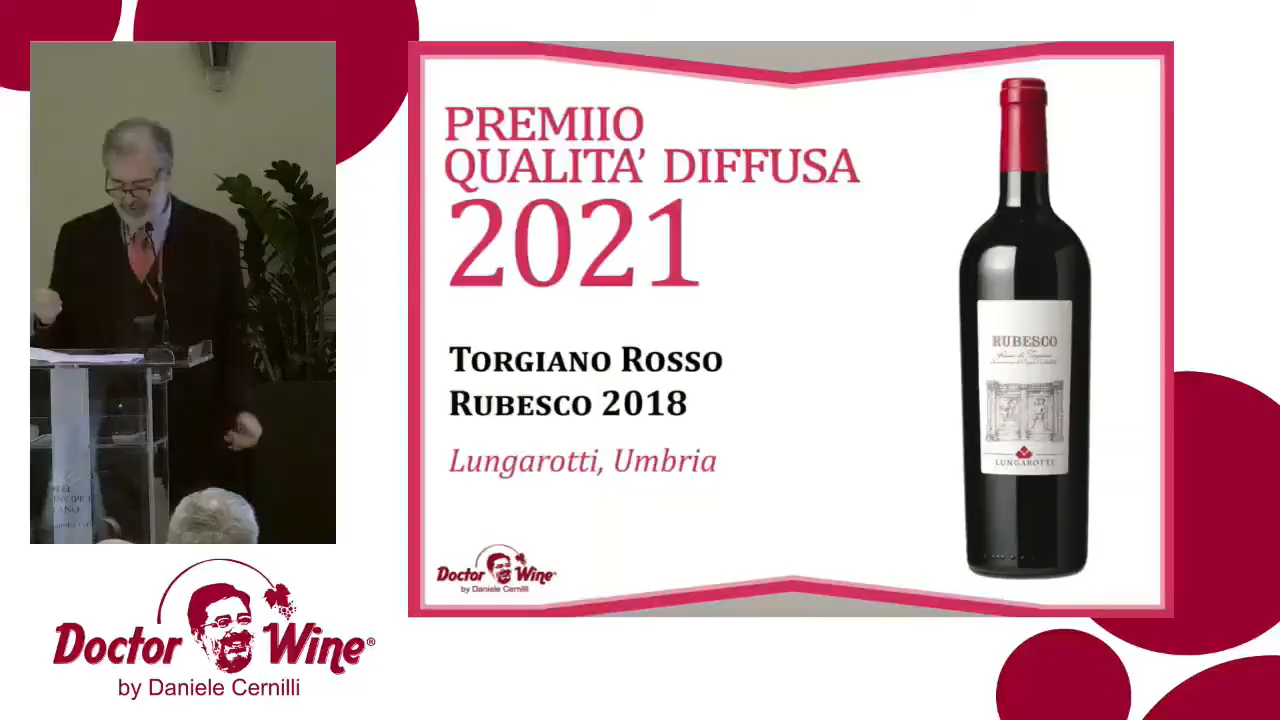 PREMIIO
QUALITA’ DIFFUSA
2021
TORGIANO ROSSO
RUBESCO 2018
Lungarotti, Umbria
RUBESCO
LUNGAROTTI
Doctor Wine®
by Daniele Cernilli
Doctor Wine®
by Daniele Cernilli